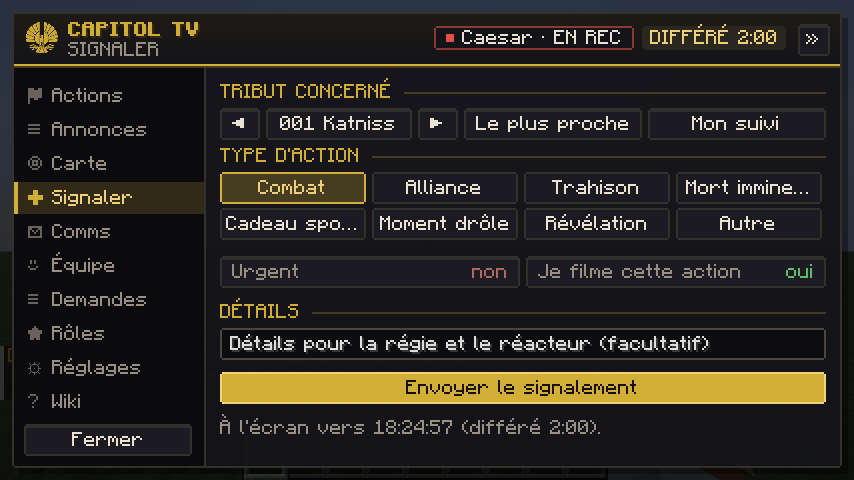 CAPITOL TV
SIGNALER
Caesar · EN REC
DIFFÉRÉ 2:00
»
Actions
Annonces
Carte
Signaler
Comms
Équipe
Demandes
Rôles
Réglages
? Wiki
Fermer
TRIBUT CONCERNÉ
◄ 001 Katniss ► Le plus proche Mon suivi
TYPE D'ACTION
Combat Alliance Trahison Mort immine...
Cadeau spo... Moment drôle Révélation Autre
Urgent non Je filme cette action oui
DÉTAILS
Détails pour la régie et le réacteur (facultatif)
Envoyer le signalement
À l'écran vers 18:24:57 (différé 2:00).